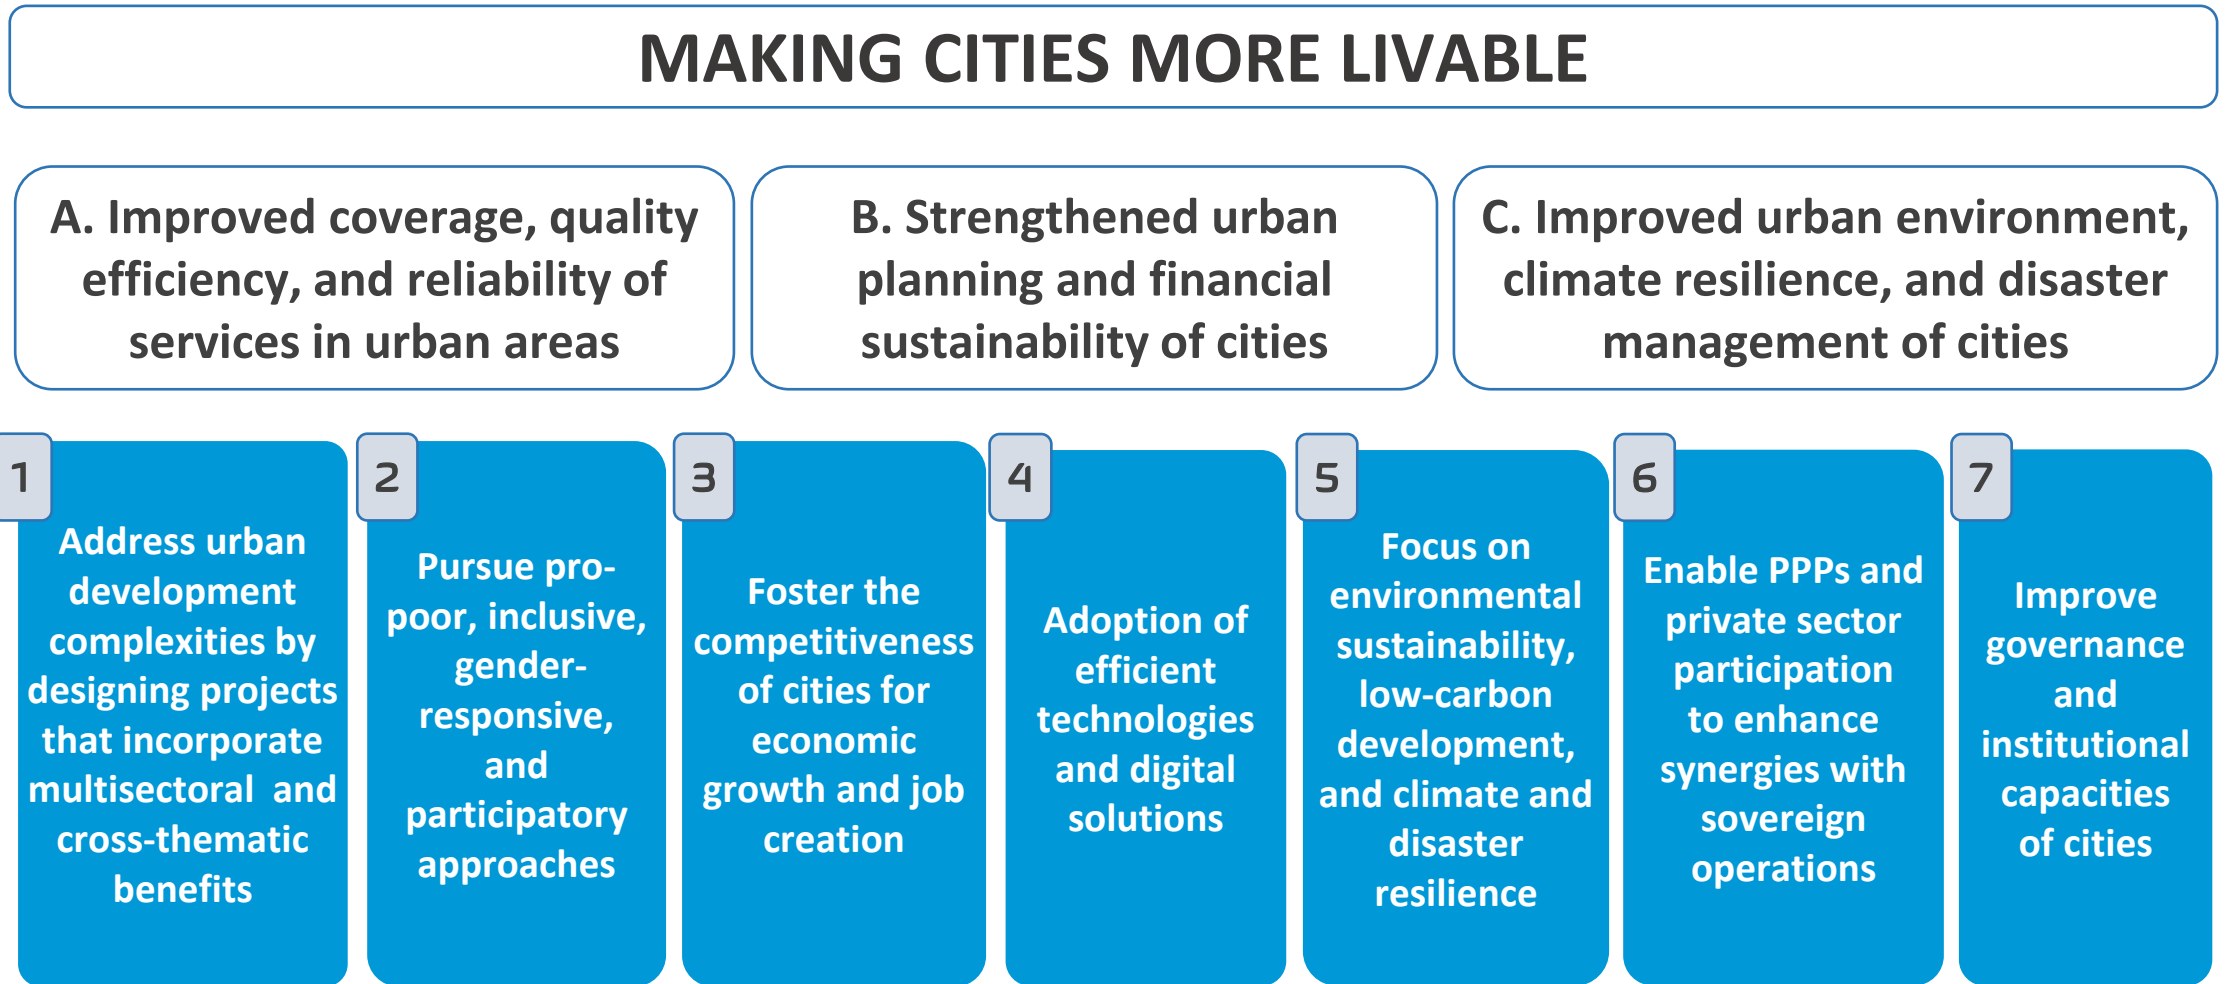 MAKING CITIES MORE LIVABLE
A. Improved coverage, quality
efficiency, and reliability of
services in urban areas
B. Strengthened urban
planning and financial
sustainability of cities
C. Improved urban environment,
climate resilience, and disaster
management of cities
1
Address urban
development
complexities by
designing projects
that incorporate
multisectoral and
cross-thematic
benefits
2
Pursue pro-
poor, inclusive,
gender-
responsive,
and
participatory
approaches
3
Foster the
competitiveness
of cities for
economic
growth and job
creation
4
Adoption of
efficient
technologies
and digital
solutions
5
Focus on
environmental
sustainability,
low-carbon
development,
and climate and
disaster
resilience
6
Enable PPPs and
private sector
participation
to enhance
synergies with
sovereign
operations
7
Improve
governance
and
institutional
capacities
of cities